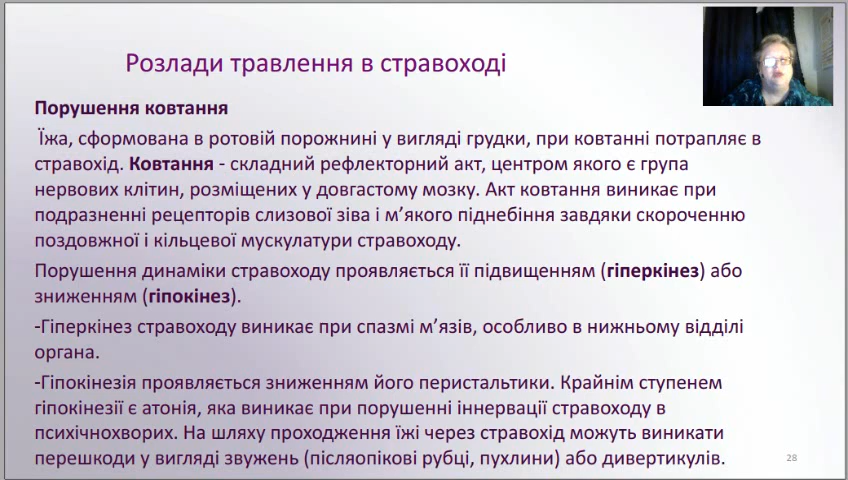 Розлади травлення в стравоході
Порушення ковтання
Їжа, сформована в ротовій порожнині у вигляді грудки, при ковтанні потрапляє в
стравохід. Ковтання - складний рефлекторний акт, центром якого є група
нервових клітин, розміщених у довгастому мозку. Акт ковтання виникає при
подразненні рецепторів слизової зіва і м’якого піднебіння завдяки скороченню
поздовжної і кільцевої мускулатури стравоходу.
Порушення динаміки стравоходу проявляється її підвищенням (гіперкінез) або
зниженням (гіпокінез).
-Гіперкінез стравоходу виникає при спазмі м’язів, особливо в нижньому відділі
органа.
-Гіпокінезія проявляється зниженням його перистальтики. Крайнім ступенем
гіпокінезії є атонія, яка виникає при порушенні іннервації стравоходу в
психічнохворих. На шляху проходження їжі через стравохід можуть виникати
перешкоди у вигляді звужень (післяопікові рубці, пухлини) або дивертикулів.
28